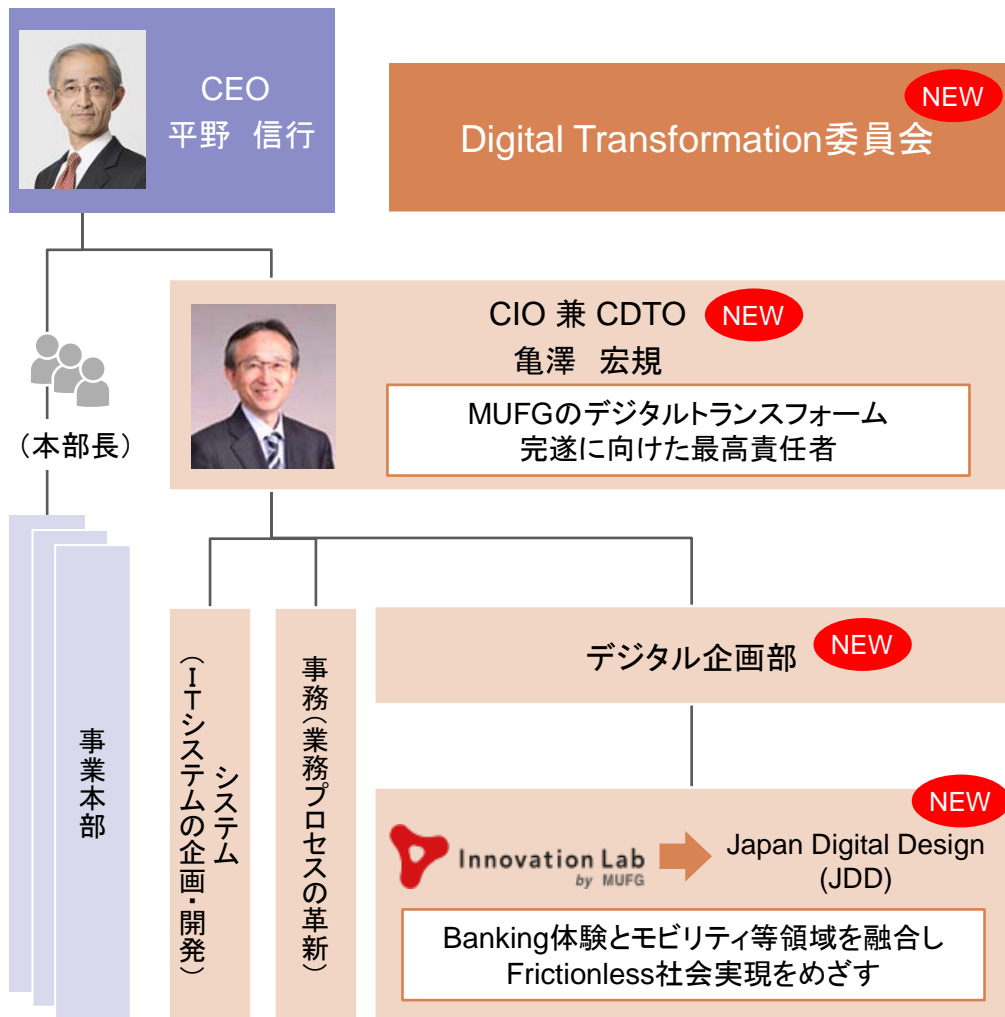 CEO
平野 信行
NEW
Digital Transformation委員会
CIO 兼 CDTO
NEW
亀澤 宏規
MUFGのデジタルトランスフォーム
完遂に向けた最高責任者
(本部長)
事業本部
システム
(ITシステムの企画・開発)
事務(業務プロセスの革新)
デジタル企画部
NEW
NEW
Innovation Lab
by MUFG
Japan Digital Design
(JDD)
Banking体験とモビリティ等領域を融合し
Frictionless社会実現をめざす